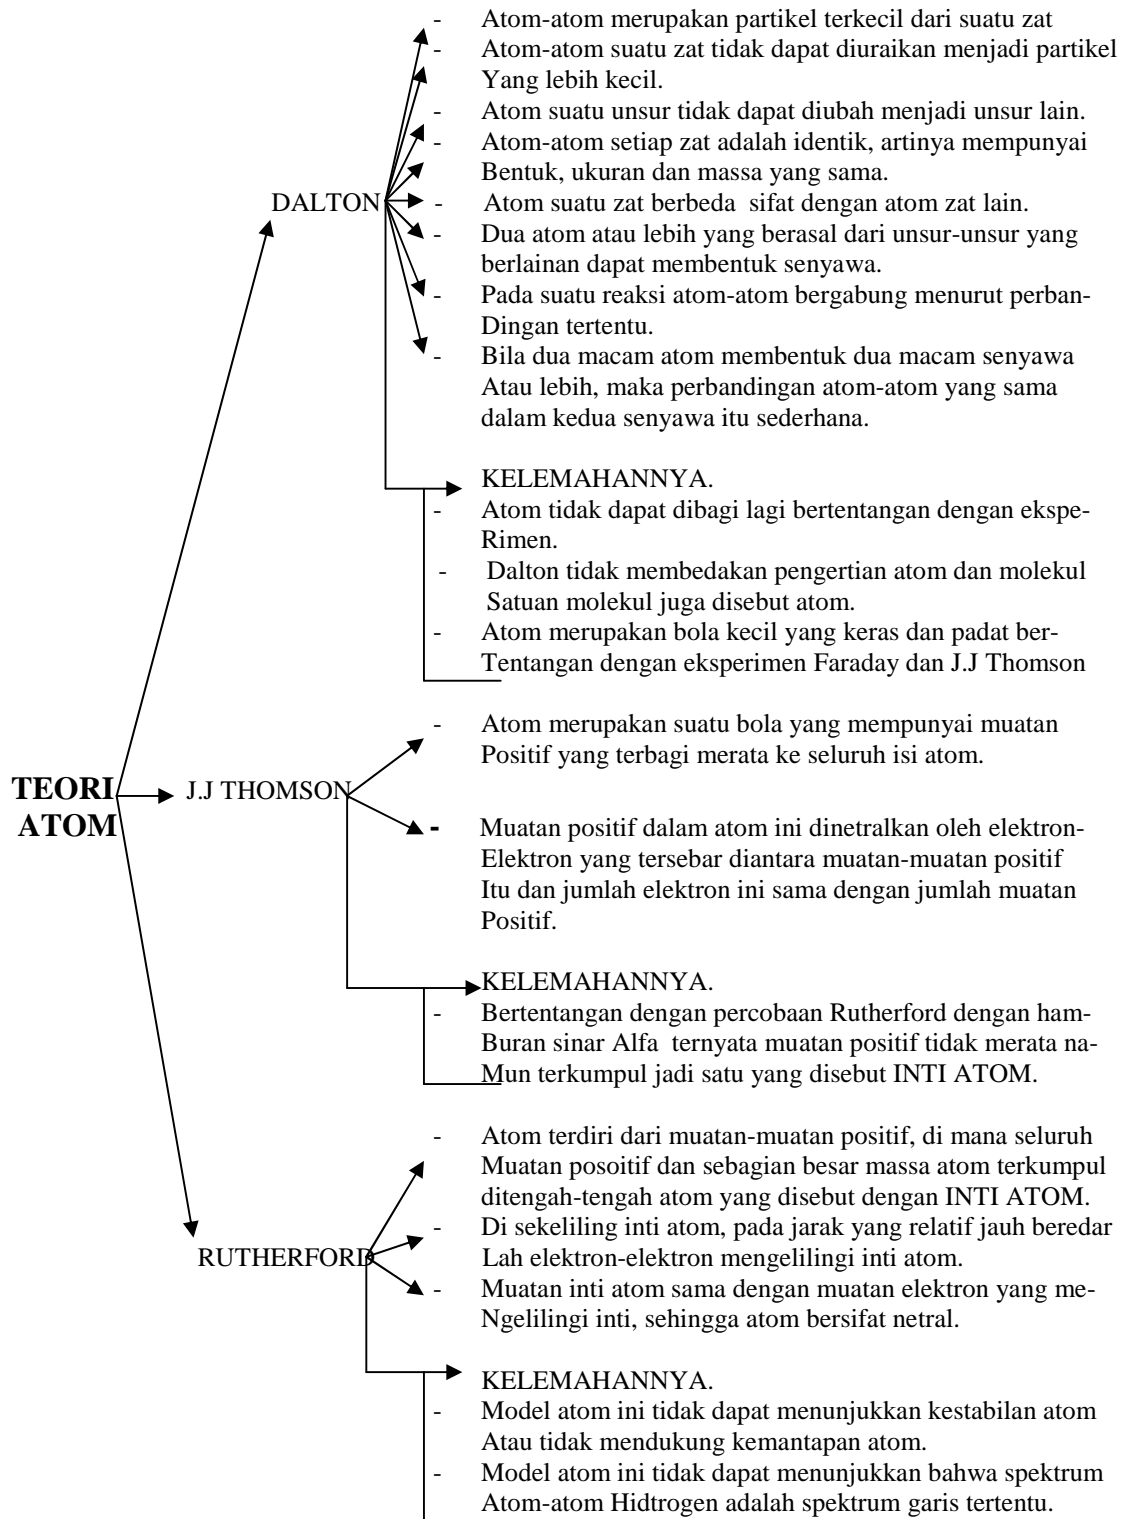 - Atom-atom merupakan partikel terkecil dari suatu zat
- Atom-atom suatu zat tidak dapat diuraikan menjadi partikel
Yang lebih kecil.
- Atom suatu unsur tidak dapat diubah menjadi unsur lain.
- Atom-atom setiap zat adalah identik, artinya mempunyai
Bentuk, ukuran dan massa yang sama.
DALTON
- Atom suatu zat berbeda sifat dengan atom zat lain.
- Dua atom atau lebih yang berasal dari unsur-unsur yang
berlainan dapat membentuk senyawa.
- Pada suatu reaksi atom-atom bergabung menurut perban-
Dingan tertentu.
- Bila dua macam atom membentuk dua macam senyawa
Atau lebih, maka perbandingan atom-atom yang sama
dalam kedua senyawa itu sederhana.
KELEMAHANNYA.
- Atom tidak dapat dibagi lagi bertentangan dengan ekspe-
Rimen.
- Dalton tidak membedakan pengertian atom dan molekul
Satuan molekul juga disebut atom.
- Atom merupakan bola kecil yang keras dan padat ber-
Tentangan dengan eksperimen Faraday dan J.J Thomson
- Atom merupakan suatu bola yang mempunyai muatan
Positif yang terbagi merata ke seluruh isi atom.
TEORI
ATOM
J.J THOMSON
- Muatan positif dalam atom ini dinetralkan oleh elektron-
Elektron yang tersebar diantara muatan-muatan positif
Itu dan jumlah elektron ini sama dengan jumlah muatan
Positif.
KELEMAHANNYA.
- Bertentangan dengan percobaan Rutherford dengan ham-
Buran sinar Alfa ternyata muatan positif tidak merata na-
Mun terkumpul jadi satu yang disebut INTI ATOM.
- Atom terdiri dari muatan-muatan positif, di mana seluruh
Muatan posoitif dan sebagian besar massa atom terkumpul
ditengah-tengah atom yang disebut dengan INTI ATOM.
- Di sekeliling inti atom, pada jarak yang relatif jauh beredar
Lah elektron-elektron mengelilingi inti atom.
RUTHERFORD
- Muatan inti atom sama dengan muatan elektron yang me-
Ngelilingi inti, sehingga atom bersifat netral.
KELEMAHANNYA.
- Model atom ini tidak dapat menunjukkan kestabilan atom
Atau tidak mendukung kemantapan atom.
- Model atom ini tidak dapat menunjukkan bahwa spektrum
Atom-atom Hidtrogen adalah spektrum garis tertentu.